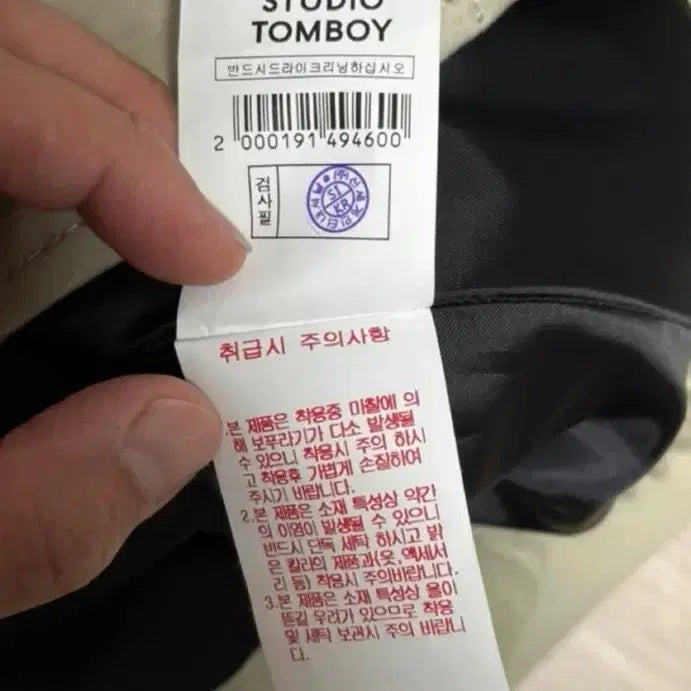 STUDIO
TOMBOY
반드시드라이크리닝하십시오
2 000191 494600
검사필
SI
KR
취급시 주의사항
.본 제품은 착용중 마찰에 의
해 보푸라기가 다소 발생될
수 있으니 착용시 주의 하시
고 착용후 가볍게 손질하여
주시기 바랍니다.
2.본 제품은 소재 특성상 약간
의 이염이 발생될 수 있으니
반드시 단독 세탁 하시고 밝
은 칼라의 제품과(옷, 액세서
리 등) 착용시 주의바랍니다.
3.본 제품은 소재 특성상 올이
뜯길 우려가 있으므로 착용
및 세탁 보관시 주의 바랍니
다.